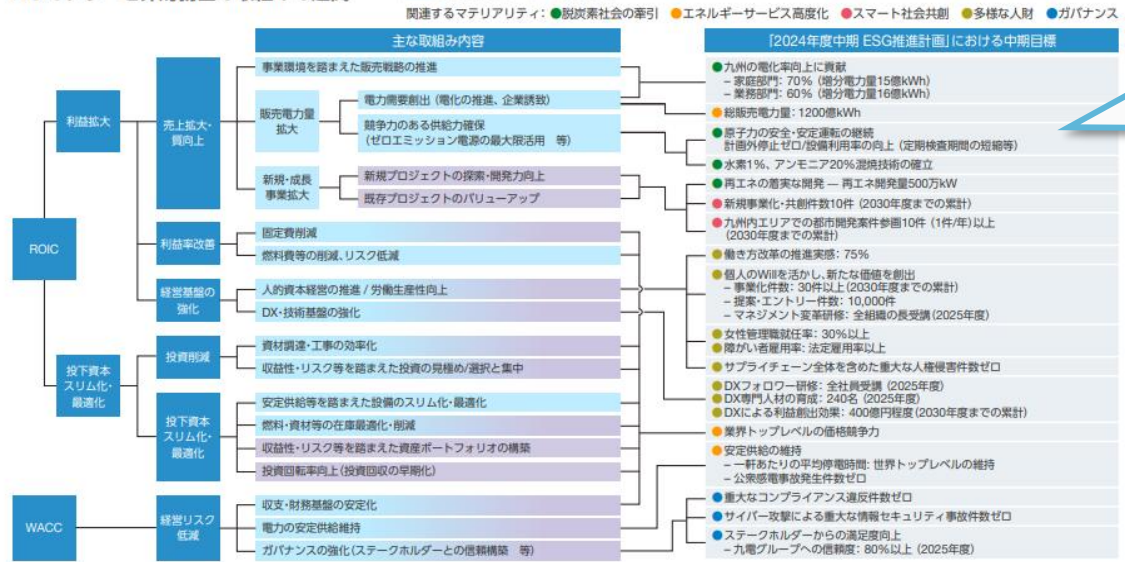 関連するマテリアリティ: ●脱炭素社会の牽引 ●エネルギーサービス高度化 ●スマート社会共創 ●多様な人財 ●ガバナンス
主な取組み内容
「2024年度中期 ESG推進計画」における中期目標
ROIC
利益拡大
売上拡大・
質向上
事業環境を踏まえた販売戦略の推進
販売電力量
拡大
電力需要創出 (電化の推進、企業誘致)
競争力のある供給力確保
(ゼロエミッション電源の最大限活用 等)
新規・成長
事業拡大
新規プロジェクトの探索・開発力向上
既存プロジェクトのバリューアップ
利益率改善
固定費削減
燃料費等の削減、リスク低減
経営基盤の
強化
人的資本経営の推進 / 労働生産性向上
DX・技術基盤の強化
投下資本
スリム化・
最適化
投資削減
資材調達・工事の効率化
収益性・リスク等を踏まえた投資の見極め/選択と集中
投下資本
スリム化・
最適化
安定供給等を踏まえた設備のスリム化・最適化
燃料・資材等の在庫最適化・削減
収益性・リスク等を踏まえた資産ポートフォリオの構築
投資回転率向上(投資回収の早期化)
WACC
経営リスク
低減
収支・財務基盤の安定化
電力の安定供給維持
ガバナンスの強化(ステークホルダーとの信頼構築 等)
●九州の電化率向上に貢献
– 家庭部門: 70% (増分電力量15億kWh)
– 業務部門: 60% (増分電力量16億kWh)
●総販売電力量: 1200億kWh
●原子力の安全・安定運転の継続
計画外停止ゼロ/設備利用率の向上 (定期検査期間の短縮等)
●水素1%、アンモニア20%混焼技術の確立
●再エネの着実な開発 — 再エネ開発量500万kW
●新規事業化・共創件数10件 (2030年度までの累計)
●九州内エリアでの都市開発案件参画10件 (1件/年)以上
(2030年度までの累計)
●働き方改革の推進実感: 75%
●個人のWillを活かし、新たな価値を創出
– 事業化件数: 30件以上(2030年度までの累計)
– 提案・エントリー件数: 10,000件
– マネジメント変革研修: 全組織の長受講(2025年度)
●女性管理職就任率: 30%以上
●障がい者雇用率: 法定雇用率以上
●サプライチェーン全体を含めた重大な人権侵害件数ゼロ
●DXフォロワー研修: 全社員受講 (2025年度)
●DX専門人材の育成: 240名 (2025年度)
●DXによる利益創出効果: 400億円程度(2030年度までの累計)
●業界トップレベルの価格競争力
●安定供給の維持
– 一軒あたりの平均停電時間: 世界トップレベルの維持
– 公衆感電事故発生件数ゼロ
●重大なコンプライアンス違反件数ゼロ
●サイバー攻撃による重大な情報セキュリティ事故件数ゼロ
●ステークホルダーからの満足度向上
– 九電グループへの信頼度: 80%以上 (2025年度)